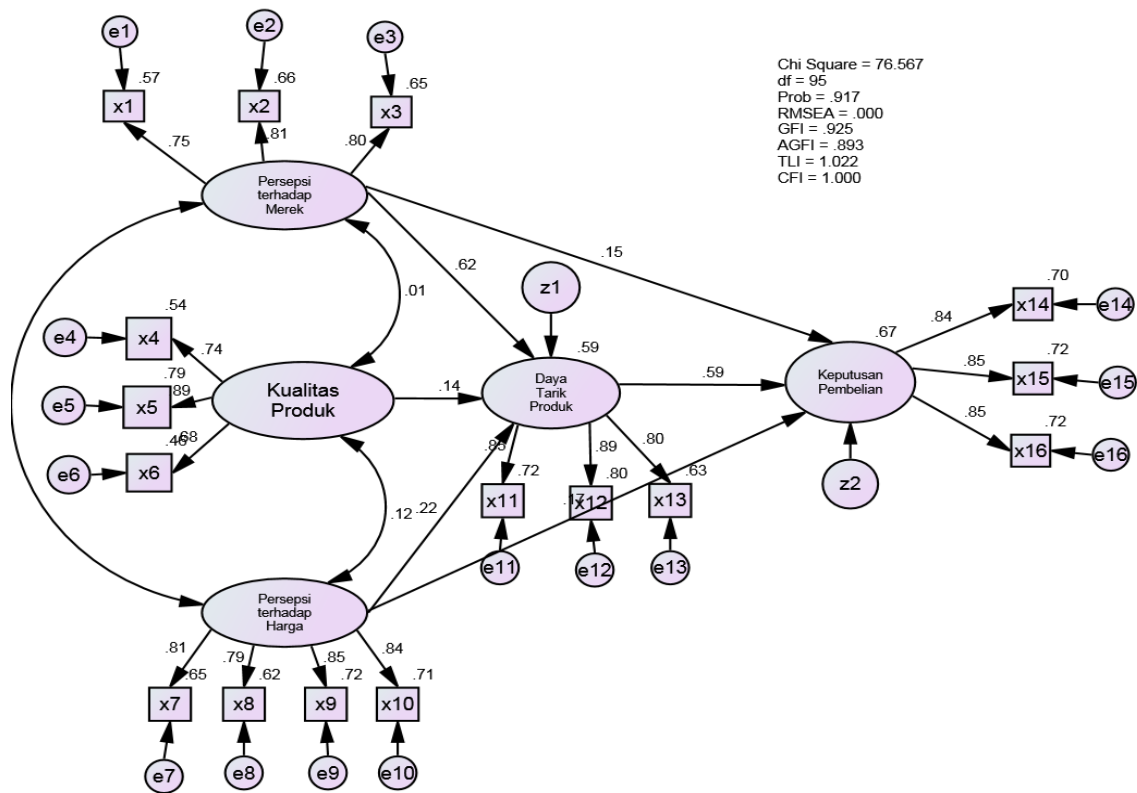 Chi Square = 76.567
df = 95
Prob = .917
RMSEA = .000
GFI = .925
AGFI = .893
TLI = 1.022
CFI = 1.000
e1
e2
e3
.57
.66
.65
x1
x2
x3
.75
.81
.80
Persepsi
terhadap
Merek
.15
.62
.01
z1
.70
.54
.84
x14
e14
e4
x4
.74
.59
.67
.79
.89
Kualitas
Produk
.14
Daya
Tarik
Produk
.59
Keputusan
Pembelian
.72
.85
x15
e15
e5
x5
.46
.68
e6
x6
.85
.89
.80
.85
.72
x16
e16
.72
.80
.63
x11
x12
x13
.17
z2
.12
.22
e11
e12
e13
Persepsi
terhadap
Harga
.81
.79
.85
.84
.65
.62
.72
.71
x7
x8
x9
x10
e7
e8
e9
e10